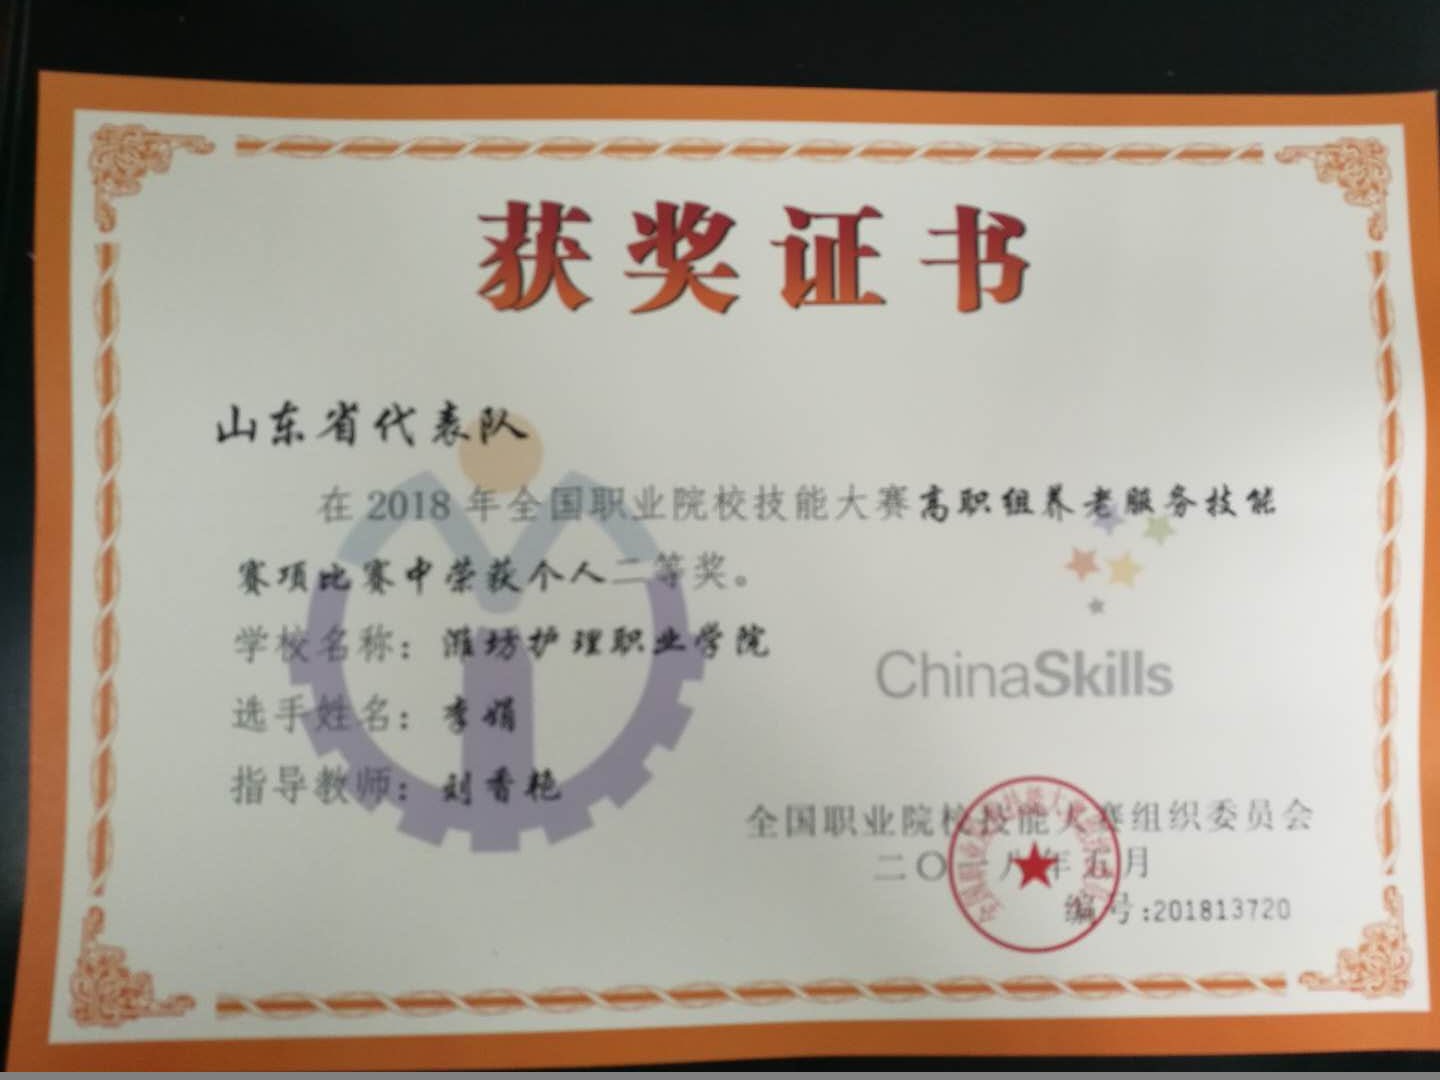 获奖证书
山东省代表队
在 2018 年全国职业院校技能大赛高职组养老服务技能
赛项比赛中荣获个人二等奖。
学校名称：潍坊护理职业学院
选手姓名：李娟
指导教师：刘香艳
ChinaSkills
全国职业院校技能大赛组织委员会
二〇一八年五月
编号:201813720